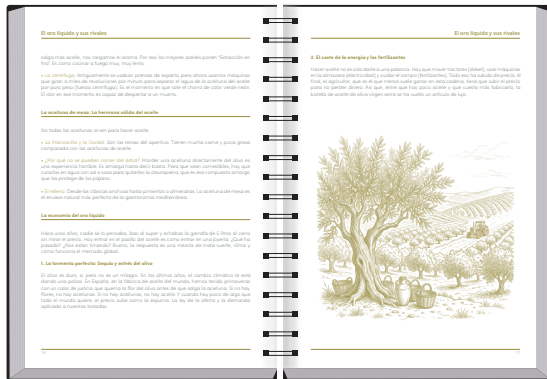 El oro líquido y sus rivales
salga mas aceite, nos cargamos el aroma. Por eso los mejores aceites ponen "Extracción en
frío". Es como cocinar a fuego muy, muy lento.
• La centrífuga: Antiguamente se usaban prensas de esparto, pero ahora usamos máquinas
que giran a miles de revoluciones por minuto para separar el agua de la aceituna del aceite
por puro peso (fuerza centrífuga). Es el momento en que sale el chorro de color verde neón.
El olor en ese momento es capaz de despertar a un muerto.
La aceituna de mesa: La hermana sólida del aceite
No todas las aceitunas sirven para hacer aceite.
• La Manzanilla y la Gordal: Son las reinas del aperitivo. Tienen mucha carne y poca grasa
comparada con las aceitunas de aceite.
• ¿Por qué no se pueden comer del árbol?: Morder una aceituna directamente del olivo es
una experiencia horrible. Es amarga hasta decir basta. Para que sean comestibles, hay que
curarlas en agua con sal o sosa para quitarles la oleuropeína, que es ese compuesto amargo
que las protege de los pájaros.
• El relleno: Desde las clásicas anchoas hasta pimientos o almendras. La aceituna de mesa es
el envase natural más perfecto de la gastronomía mediterránea.
La economía del oro líquido
Hace unos años, nadie se lo pensaba. Ibas al súper y echabas la garrafa de 5 litros al carro
sin mirar el precio. Hoy entrar en el pasillo del aceite es como entrar en una joyería. ¿Qué ha
pasado? ¿Nos están timando? Bueno, la respuesta es una mezcla de mala suerte, clima y
cómo funciona el mercado global.
1. La tormenta perfecta: Sequía y estrés del olivo
El olivo es duro, sí, pero no es un milagro. En los últimos años, el cambio climático le está
dando una paliza. En España, en la fábrica de aceite del mundo, hemos tenido primaveras
con un calor de justicia que quema la flor del olivo antes de que salga la aceituna. Si no hay
flores, no hay aceitunas. Si no hay aceitunas, no hay aceite. Y cuando hay poco de algo que
todo el mundo quiere, el precio sube como la espuma. La ley de la oferta y la demanda
aplicada a nuestras tostadas.
El oro líquido y sus rivales
2. El coste de la energía y los fertilizantes
Hacer aceite no es solo darle a una palanca. Hay que mover tractores (diésel), usar máquinas
en la almazara (electricidad) y cuidar el campo (fertilizantes). Todo eso ha subido de precio. Al
final, el agricultor, que es el que menos suele ganar en esta cadena, tiene que subir el precio
para no perder dinero. Así que, entre que hay poco aceite y que cuesta más fabricarlo, la
botella de aceite de oliva virgen extra se ha vuelto un artículo de lujo.